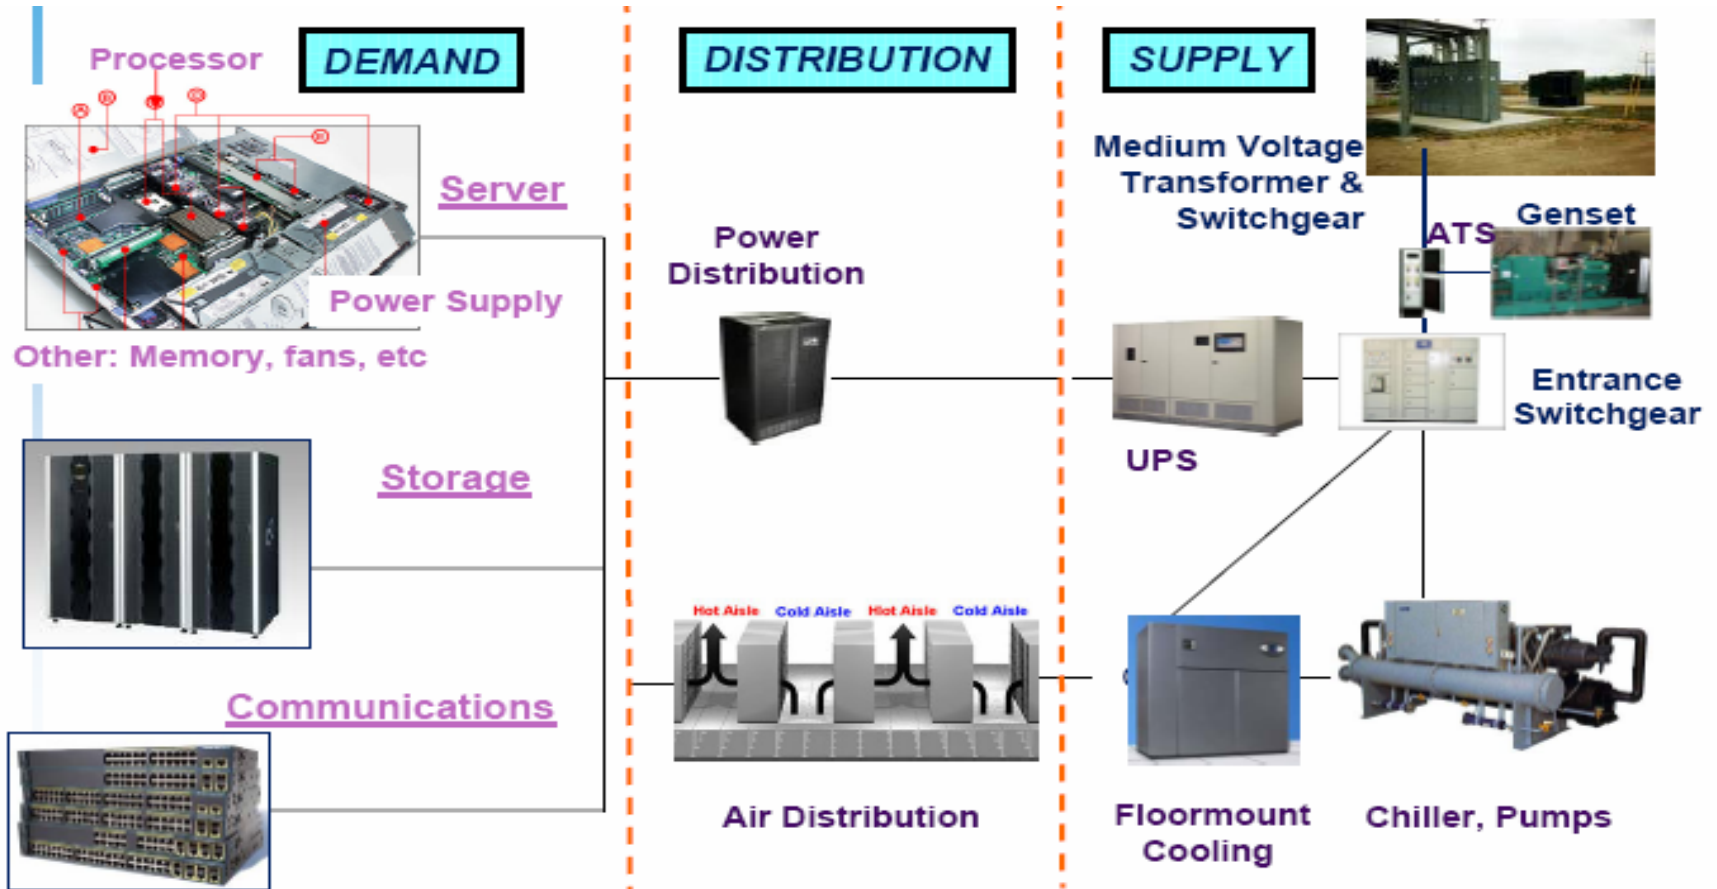 DEMAND
DISTRIBUTION
SUPPLY
Processor
Server
Power Supply
Other: Memory, fans, etc
Storage
Communications
Power
Distribution
Hot Aisle
Cold Aisle
Hot Aisle
Cold Aisle
Air Distribution
Medium Voltage
Transformer &
Switchgear
ATS
Genset
UPS
Entrance
Switchgear
Floormount
Cooling
Chiller, Pumps